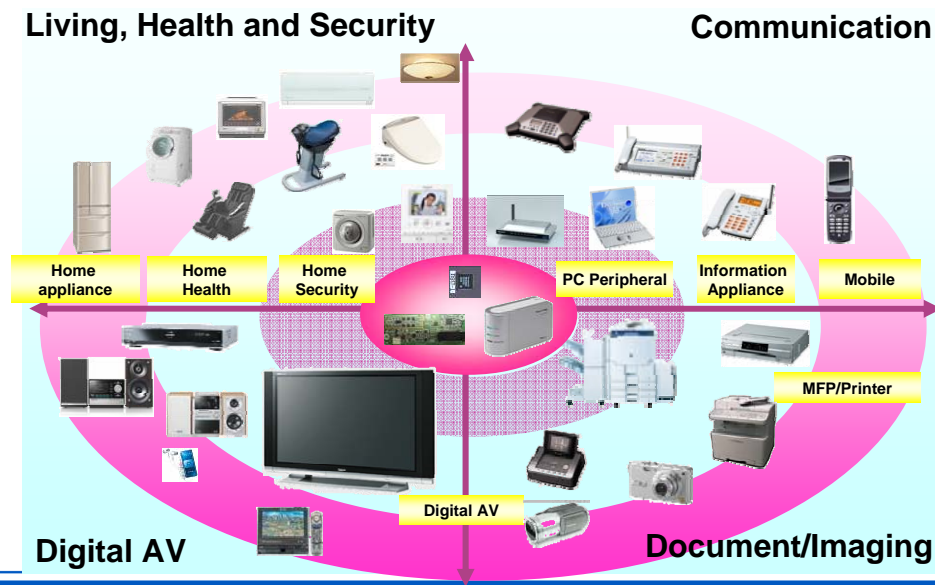 Living, Health and Security
Communication
Home
appliance
Home
Health
Home
Security
PC Peripheral
Information
Appliance
Mobile
MFP/Printer
Digital AV
Digital AV
Document/Imaging